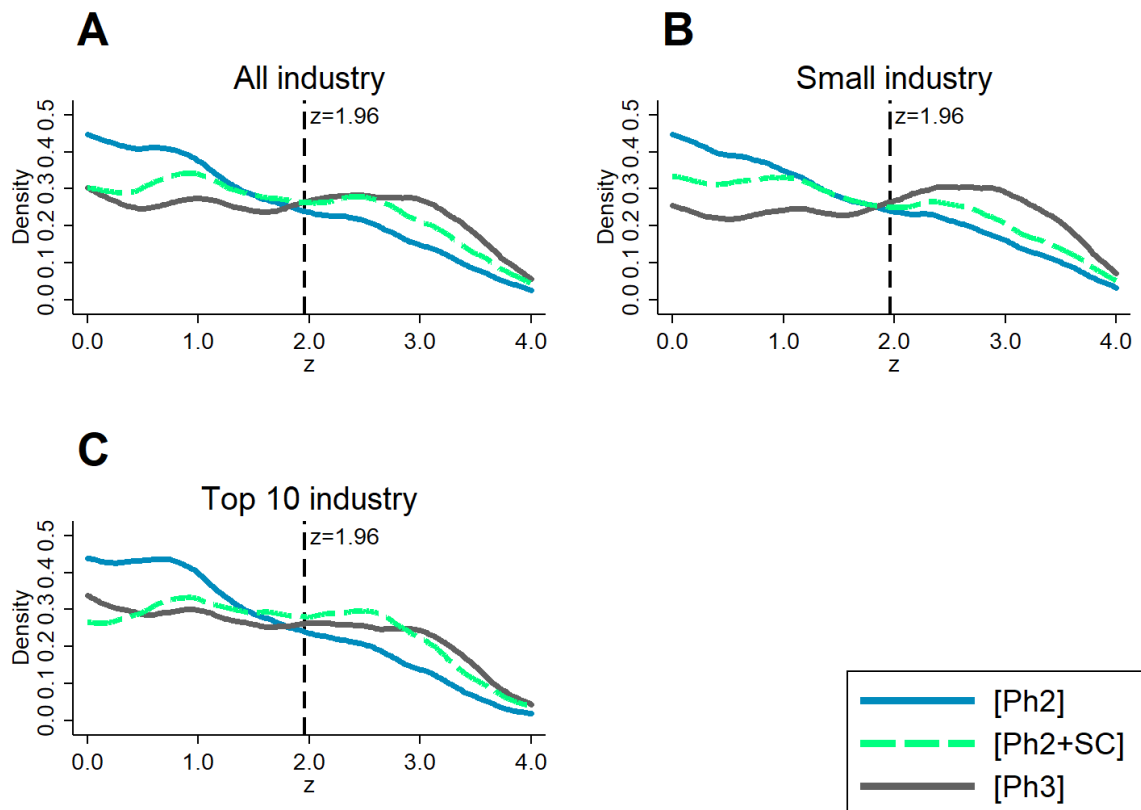 A
All industry
z=1.96
Density
0.0 0.1 0.2 0.3 0.4 0.5
0.0 1.0 2.0 3.0 4.0
z
B
Small industry
z=1.96
Density
0.0 0.1 0.2 0.3 0.4 0.5
0.0 1.0 2.0 3.0 4.0
z
C
Top 10 industry
z=1.96
Density
0.0 0.1 0.2 0.3 0.4 0.5
0.0 1.0 2.0 3.0 4.0
z
[Ph2]
[Ph2+SC]
[Ph3]